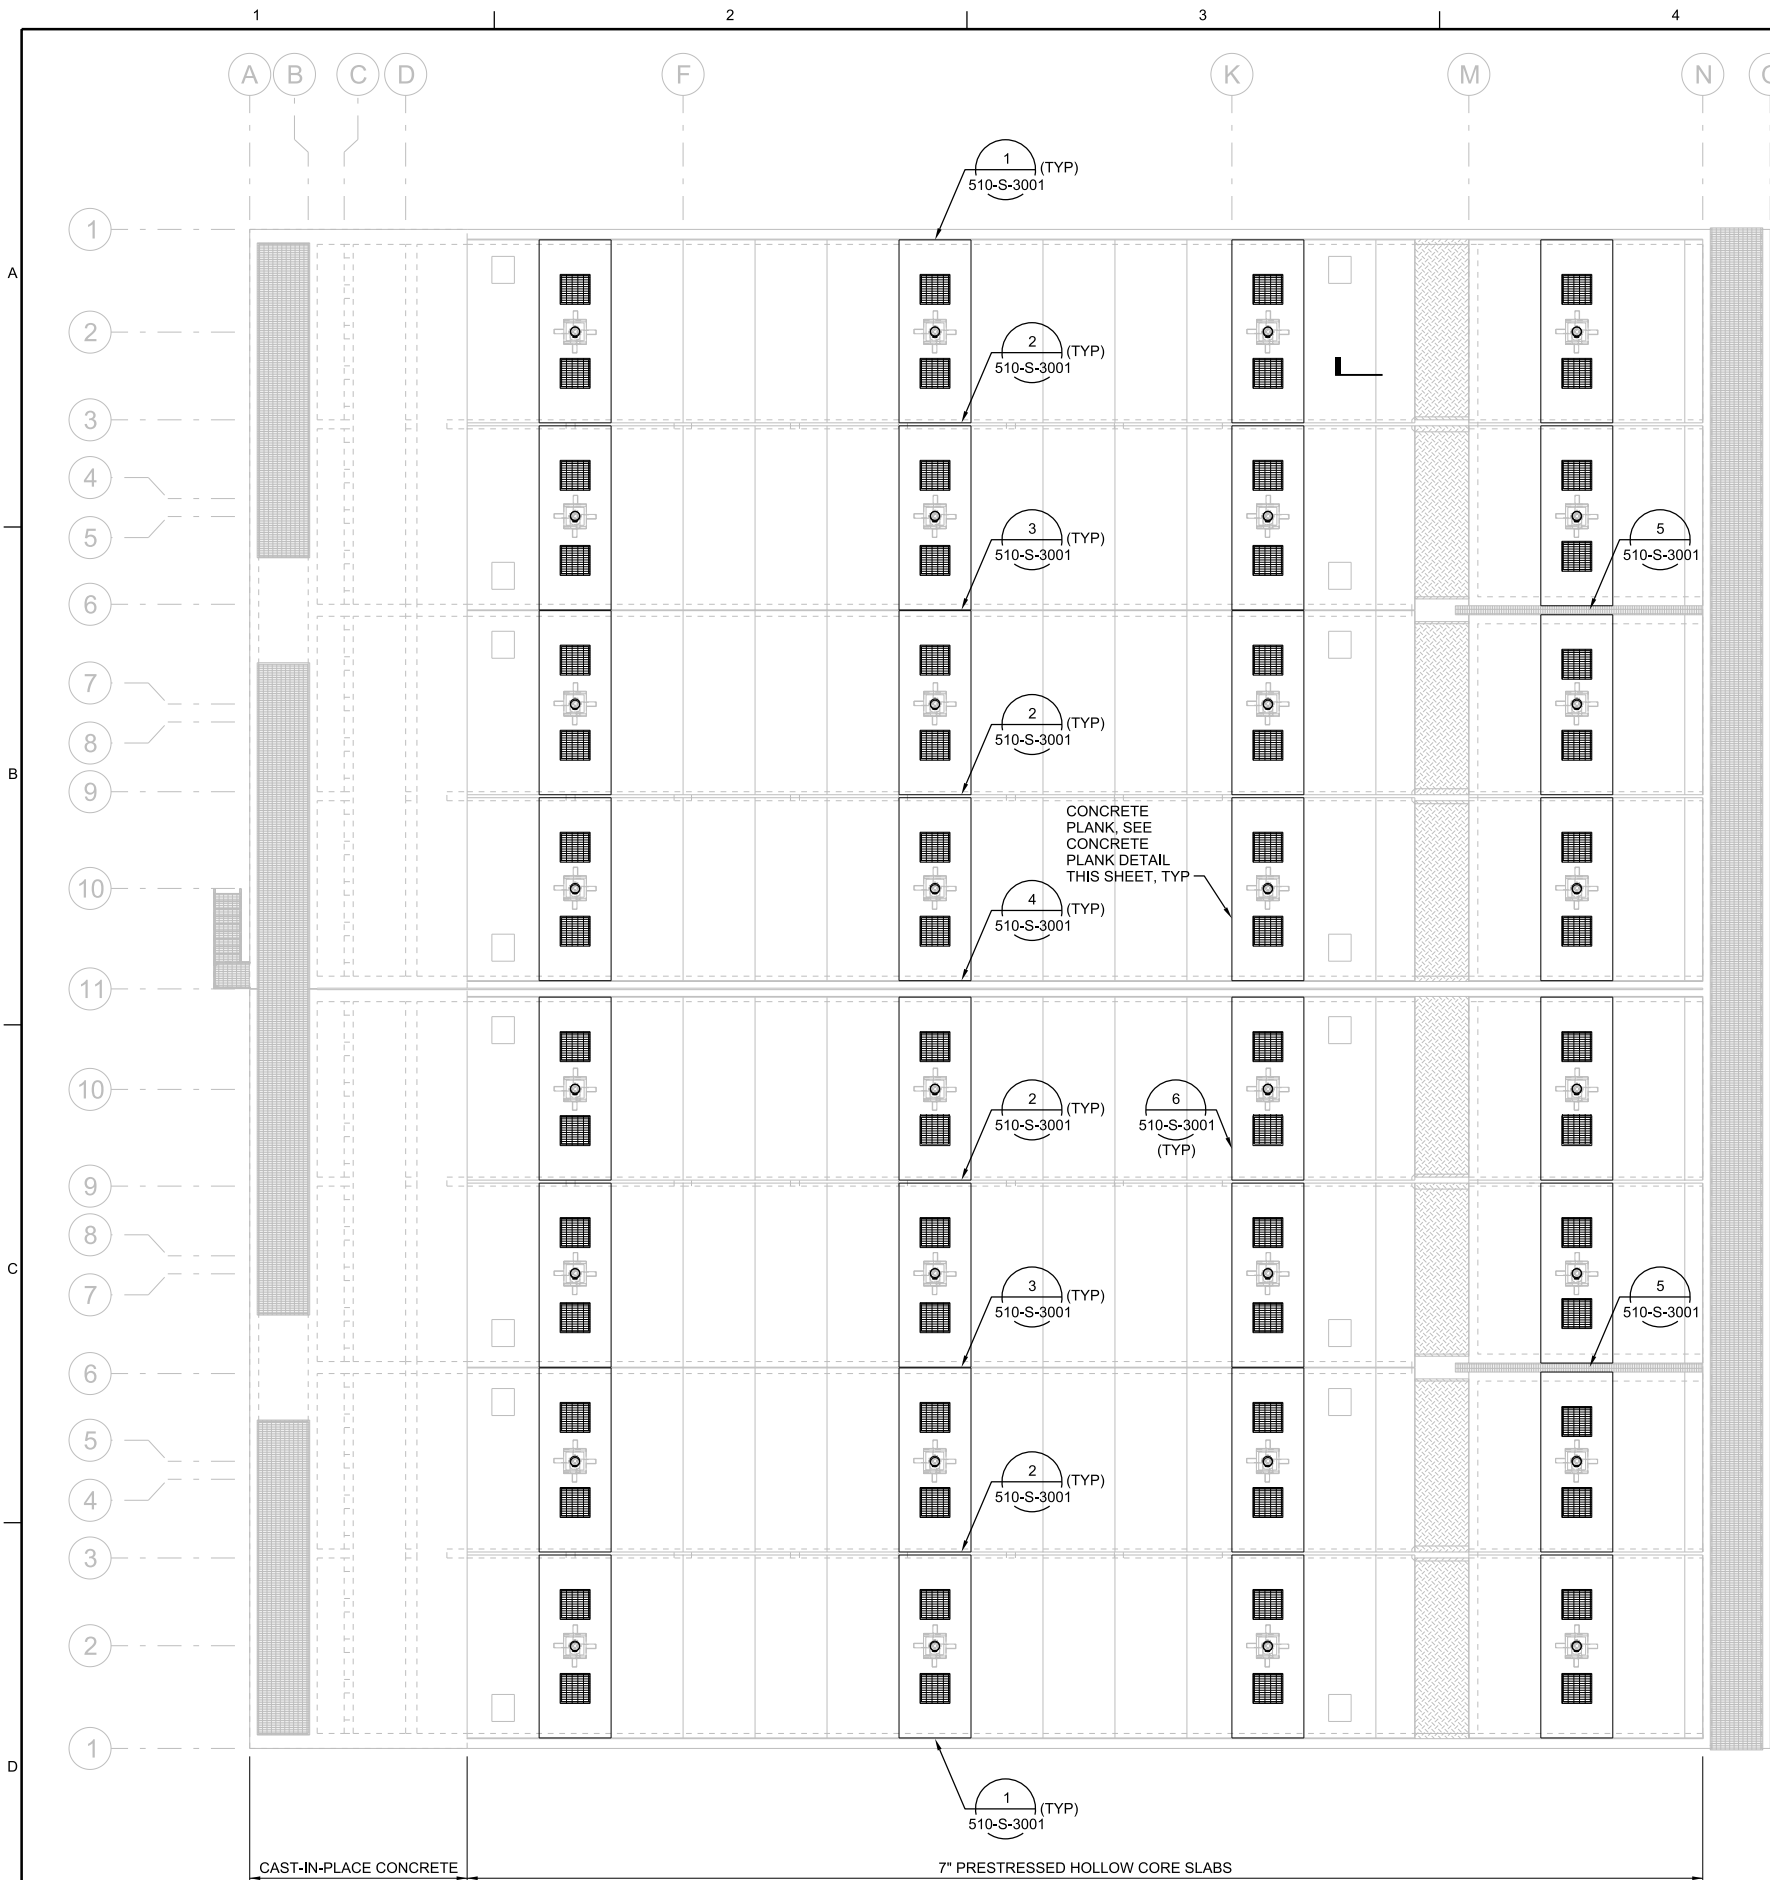 1 2 3 4
A B C D F K M N
1
(TYP)
510-S-3001
1
A
2
2
(TYP)
510-S-3001
3
4
3
(TYP)
510-S-3001
5
510-S-3001
5
6
7
2
(TYP)
510-S-3001
8
B
9
CONCRETE
PLANK, SEE
CONCRETE
PLANK DETAIL
THIS SHEET, TYP
10
4
(TYP)
510-S-3001
11
10
2
(TYP)
510-S-3001
6
510-S-3001
(TYP)
9
8
C
7
3
(TYP)
510-S-3001
5
510-S-3001
6
5
2
(TYP)
510-S-3001
4
3
2
1
D
1
(TYP)
510-S-3001
CAST-IN-PLACE CONCRETE
7" PRESTRESSED HOLLOW CORE SLABS